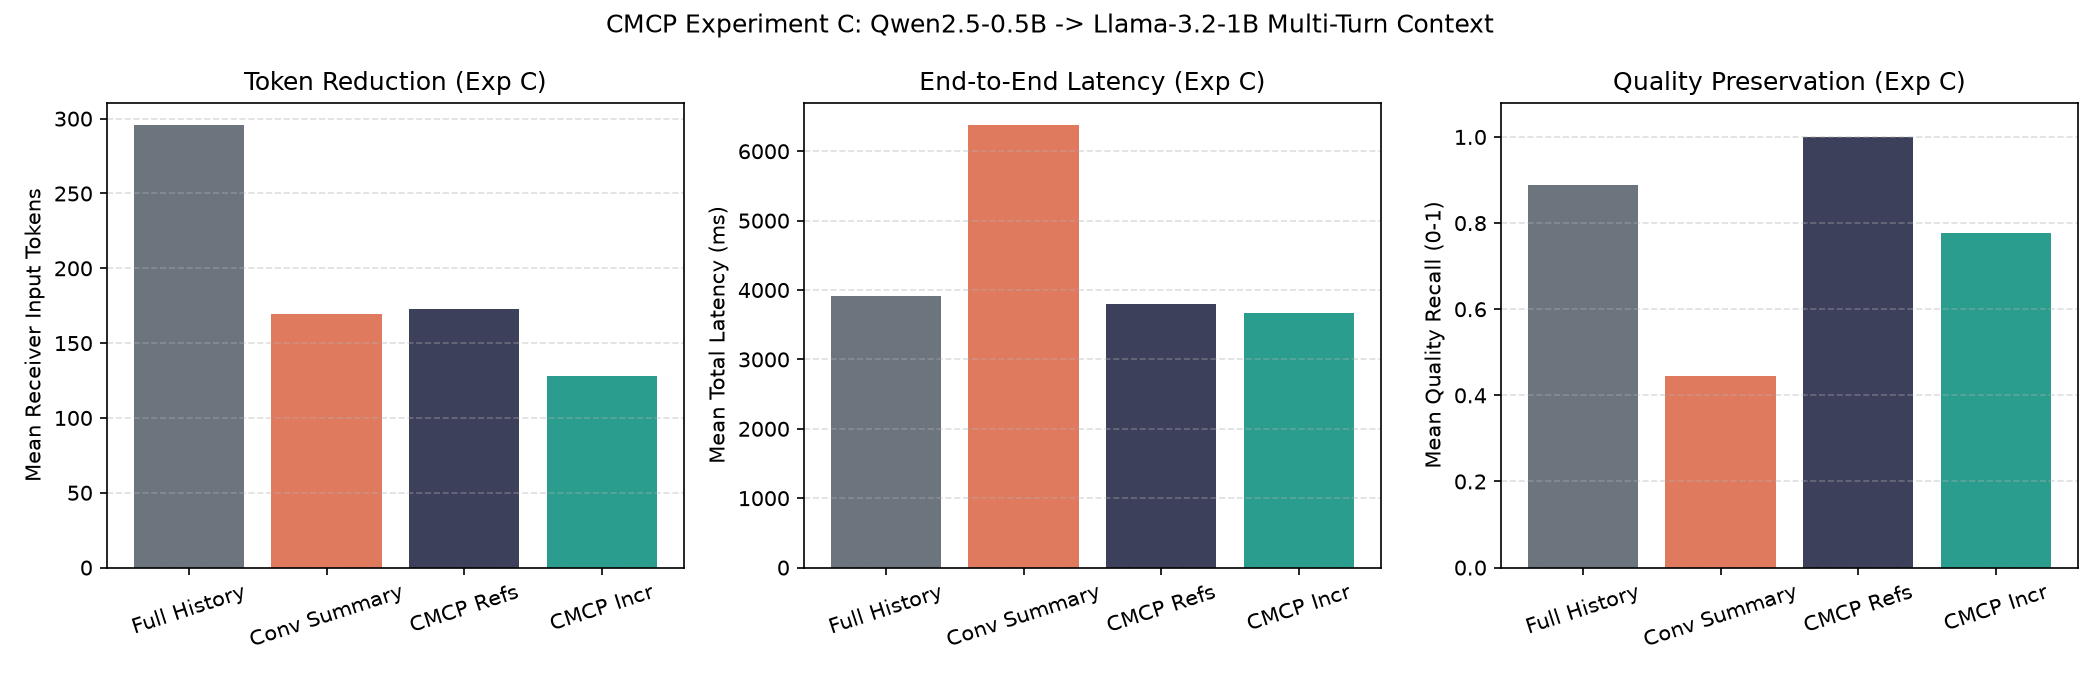 CMCP Experiment C: Qwen2.5-0.5B -> Llama-3.2-1B Multi-Turn Context
Token Reduction (Exp C)
Mean Receiver Input Tokens
300
250
200
150
100
50
0
Full History
Conv Summary
CMCP Refs
CMCP Incr
End-to-End Latency (Exp C)
Mean Total Latency (ms)
6000
5000
4000
3000
2000
1000
0
Full History
Conv Summary
CMCP Refs
CMCP Incr
Quality Preservation (Exp C)
Mean Quality Recall (0-1)
1.0
0.8
0.6
0.4
0.2
0.0
Full History
Conv Summary
CMCP Refs
CMCP Incr